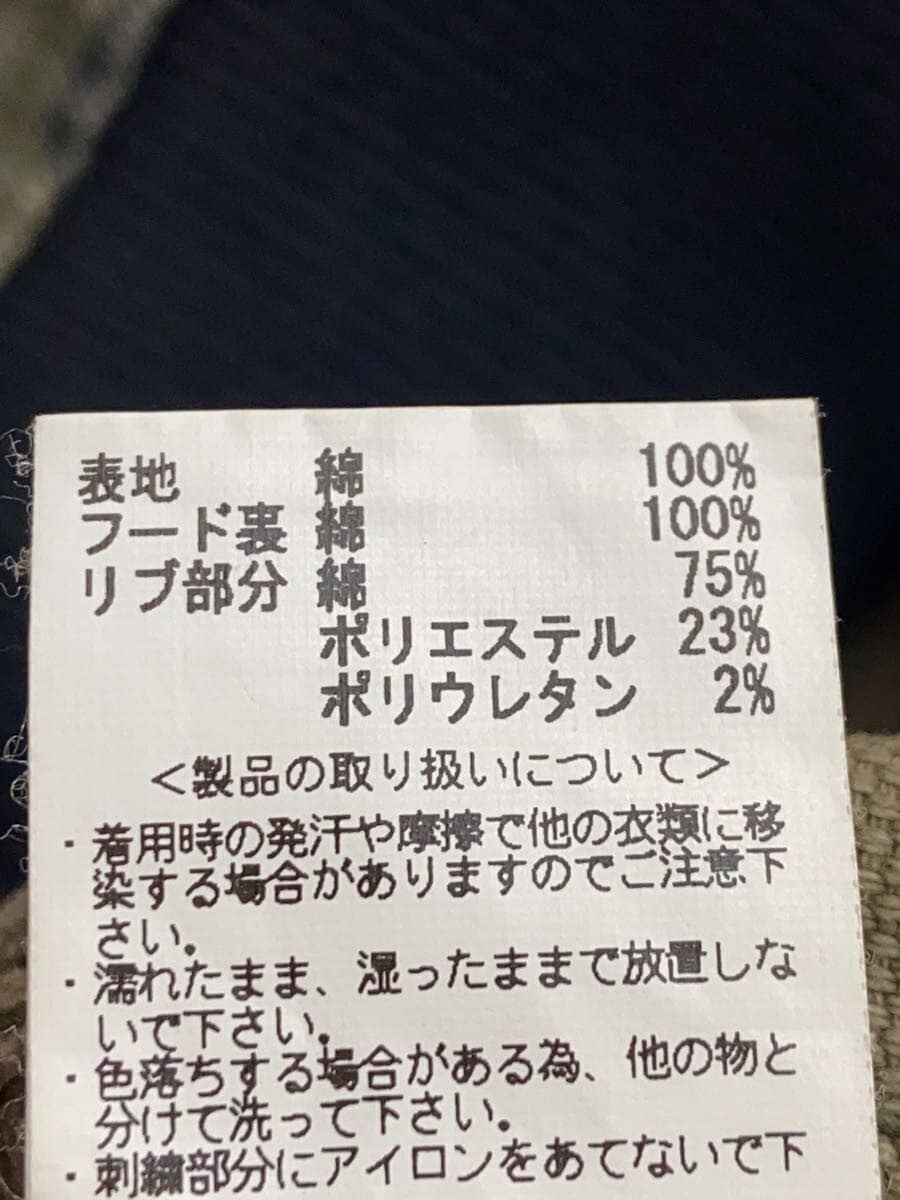 表地 綿 100%
フード裏 綿 100%
リブ部分 綿 75%
ポリエステル 23%
ポリウレタン 2%
＜製品の取り扱いについて＞
・着用時の発汗や摩擦で他の衣類に移
染する場合がありますのでご注意下
さい。
・濡れたまま、湿ったままで放置しな
いで下さい。
・色落ちする場合がある為、他の物と
分けて洗って下さい。
・刺繍部分にアイロンをあてないで下